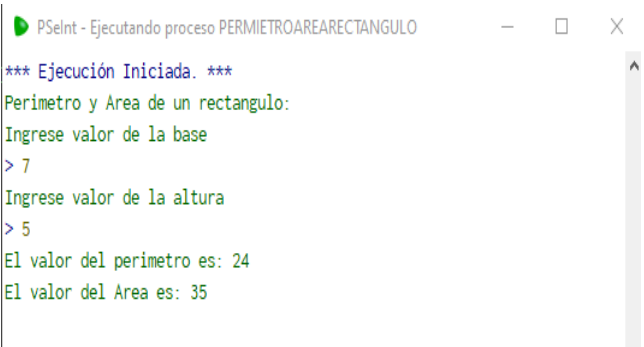 PSeInt - Ejecutando proceso PERMIETROAREARECTANGULO
*** Ejecución Iniciada. ***
Perimetro y Area de un rectangulo:
Ingrese valor de la base
> 7
Ingrese valor de la altura
> 5
El valor del perimetro es: 24
El valor del Area es: 35